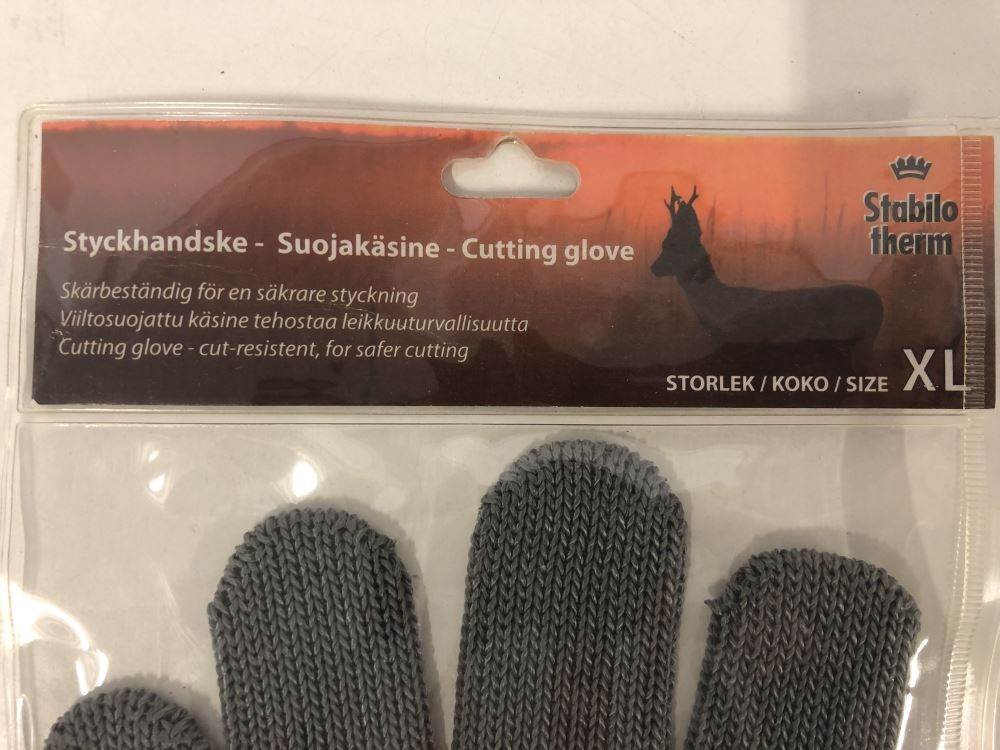 Stabilo
therm
Styckhandske - Suojakäsine - Cutting glove
Skärbeständig för en säkrare styckning
Viiltosuojattu käsine tehostaa leikkuuturvallisuutta
Cutting glove - cut-resistent, for safer cutting
STORLEK / KOKO / SIZE XL